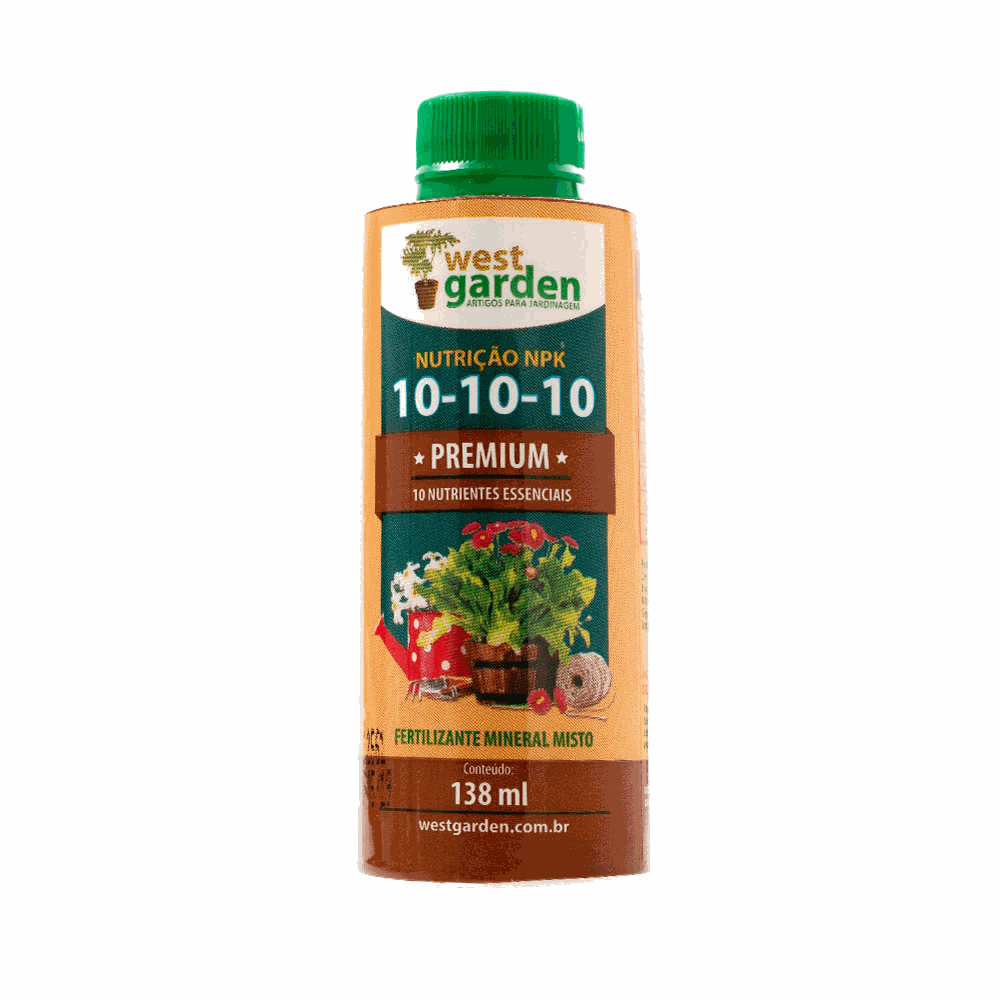 west
garden
ARTIGOS PARA JARDINAGEM
NUTRIÇÃO NPK
10-10-10
PREMIUM
10 NUTRIENTES ESSENCIAIS
FERTILIZANTE MINERAL MISTO
Conteúdo:
138 ml
westgarden.com.br